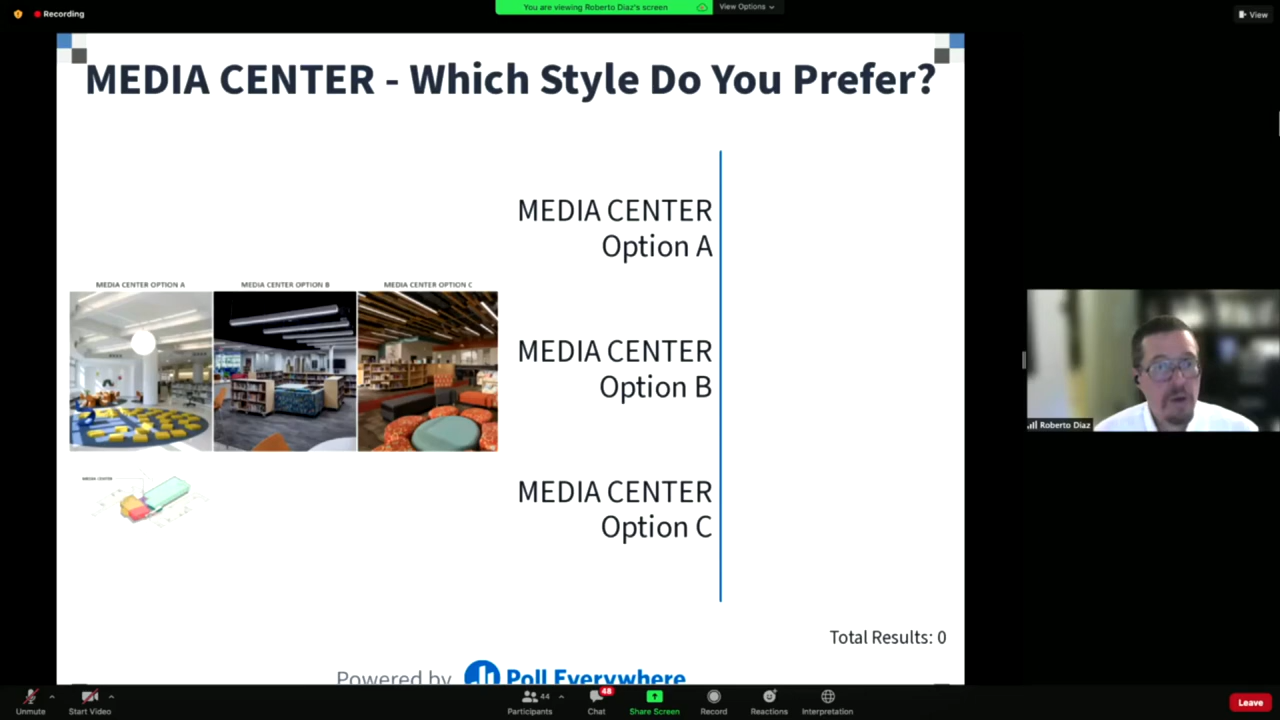 Recording
You are viewing Roberto Diaz's screen
View Options
View
MEDIA CENTER - Which Style Do You Prefer?
MEDIA CENTER
Option A
MEDIA CENTER OPTION A
MEDIA CENTER OPTION B
MEDIA CENTER OPTION C
MEDIA CENTER
Option B
MEDIA CENTER
MEDIA CENTER
Option C
Roberto Diaz
Total Results: 0
Powered by Poll Everywhere
Unmute
Start Video
44
Participants
48
Chat
Share Screen
Record
Reactions
Interpretation
Leave